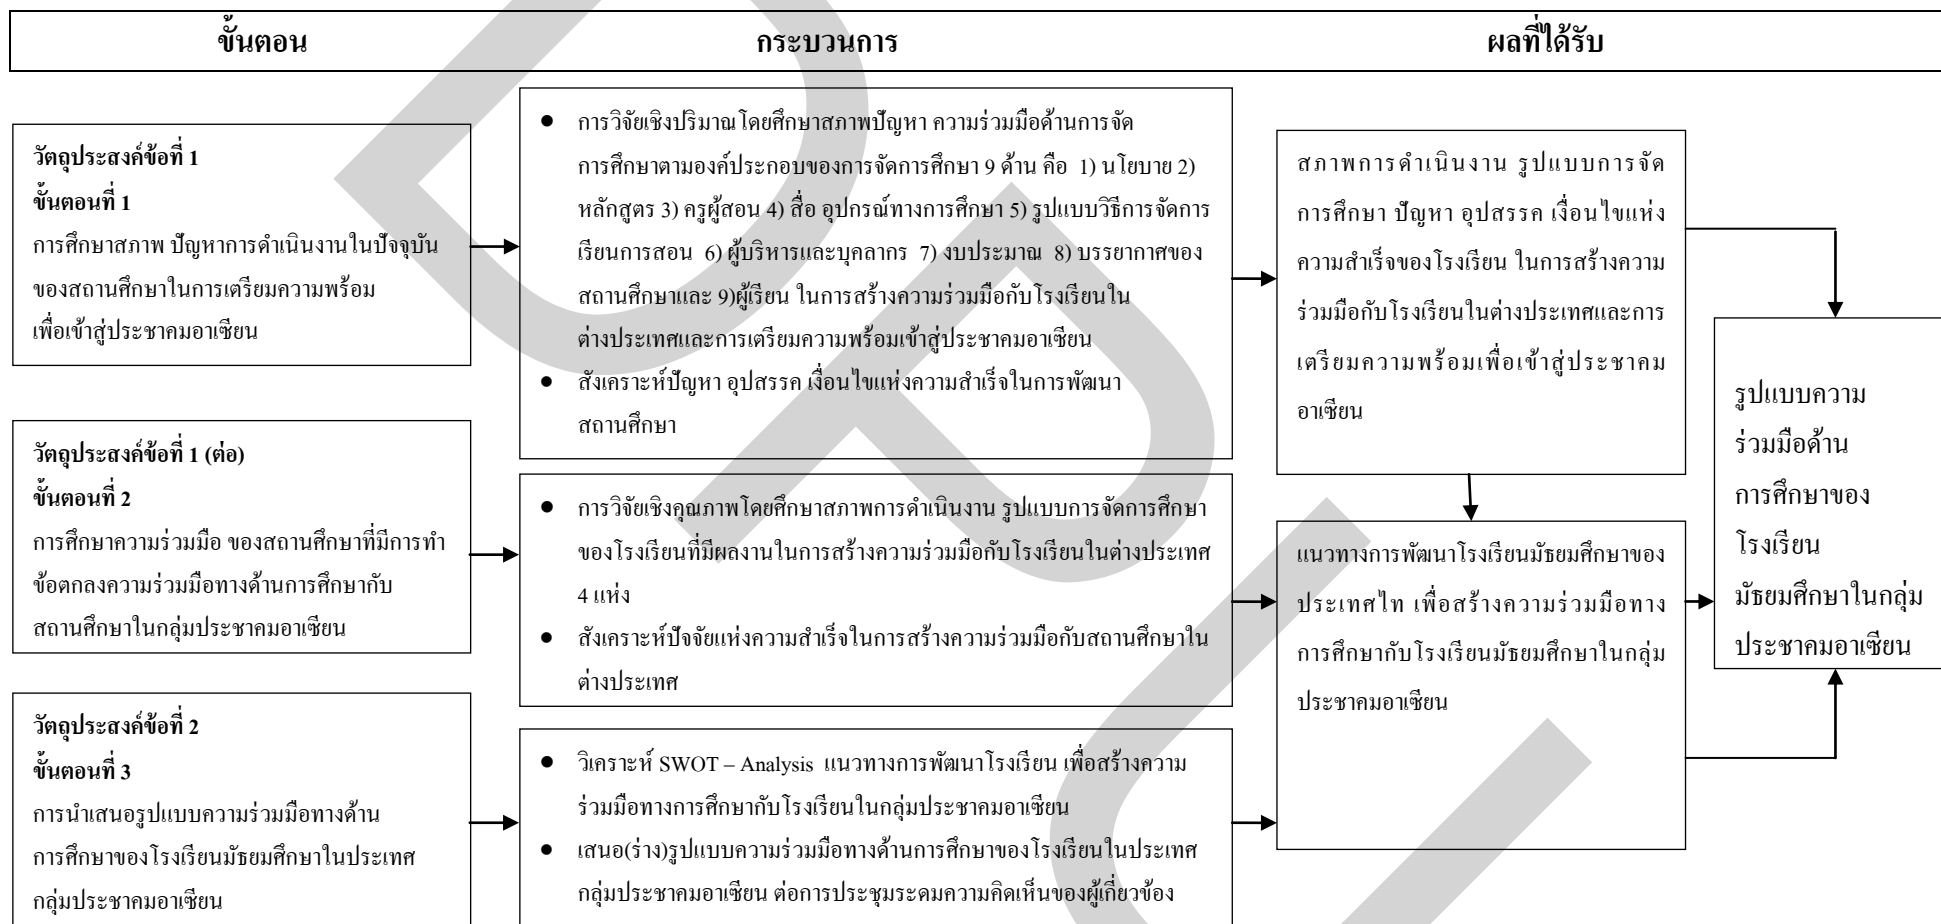 ขั้นตอน กระบวนการ ผลที่ได้รับ
วัตถุประสงค์ข้อที่ 1
ขั้นตอนที่ 1
การศึกษาสภาพ ปัญหาการดำเนินงานในปัจจุบัน
ของสถานศึกษาในการเตรียมความพร้อม
เพื่อเข้าสู่ประชาคมอาเซียน
● การวิจัยเชิงปริมาณโดยศึกษาสภาพปัญหา ความร่วมมือด้านการจัด
การศึกษาตามองค์ประกอบของการจัดการศึกษา 9 ด้าน คือ 1) นโยบาย 2)
หลักสูตร 3) ครูผู้สอน 4) สื่อ อุปกรณ์ทางการศึกษา 5) รูปแบบวิธีการจัดการ
เรียนการสอน 6) ผู้บริหารและบุคลากร 7) งบประมาณ 8) บรรยากาศของ
สถานศึกษาและ 9)ผู้เรียน ในการสร้างความร่วมมือกับโรงเรียนใน
ต่างประเทศและการเตรียมความพร้อมเข้าสู่ประชาคมอาเซียน
● สังเคราะห์ปัญหา อุปสรรค เงื่อนไขแห่งความสำเร็จในการพัฒนา
สถานศึกษา
สภาพการดำเนินงาน รูปแบบการจัด
การศึกษา ปัญหา อุปสรรค เงื่อนไขแห่ง
ความสำเร็จของโรงเรียน ในการสร้างความ
ร่วมมือกับโรงเรียนในต่างประเทศและการ
เตรียมความพร้อมเพื่อเข้าสู่ประชาคม
อาเซียน
วัตถุประสงค์ข้อที่ 1 (ต่อ)
ขั้นตอนที่ 2
การศึกษาความร่วมมือ ของสถานศึกษาที่มีการทำ
ข้อตกลงความร่วมมือทางด้านการศึกษากับ
สถานศึกษาในกลุ่มประชาคมอาเซียน
● การวิจัยเชิงคุณภาพโดยศึกษาสภาพการดำเนินงาน รูปแบบการจัดการศึกษา
ของโรงเรียนที่มีผลงานในการสร้างความร่วมมือกับโรงเรียนในต่างประเทศ
4 แห่ง
● สังเคราะห์ปัจจัยแห่งความสำเร็จในการสร้างความร่วมมือกับสถานศึกษาใน
ต่างประเทศ
แนวทางการพัฒนาโรงเรียนมัธยมศึกษาของ
ประเทศไท เพื่อสร้างความร่วมมือทาง
การศึกษากับโรงเรียนมัธยมศึกษาในกลุ่ม
ประชาคมอาเซียน
รูปแบบความ
ร่วมมือด้าน
การศึกษาของ
โรงเรียน
มัธยมศึกษาในกลุ่ม
ประชาคมอาเซียน
วัตถุประสงค์ข้อที่ 2
ขั้นตอนที่ 3
การนำเสนอรูปแบบความร่วมมือทางด้าน
การศึกษาของโรงเรียนมัธยมศึกษาในประเทศ
กลุ่มประชาคมอาเซียน
● วิเคราะห์ SWOT – Analysis แนวทางการพัฒนาโรงเรียน เพื่อสร้างความ
ร่วมมือทางการศึกษากับโรงเรียนในกลุ่มประชาคมอาเซียน
● เสนอ(ร่าง)รูปแบบความร่วมมือทางด้านการศึกษาของโรงเรียนในประเทศ
กลุ่มประชาคมอาเซียน ต่อการประชุมระดมความคิดเห็นของผู้เกี่ยวข้อง